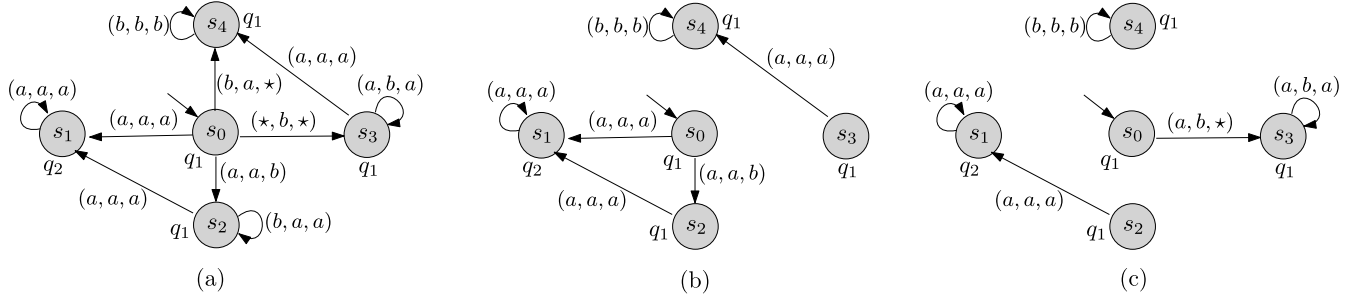 (b, b, b) s₄ q₁
(a, a, a)
(b, a, ⋆)
(a, b, a)
(a, a, a)
s₁ (a, a, a) s₀ (⋆, b, ⋆) s₃
q₂ q₁ q₁
(a, a, b)
(a, a, a)
q₁ s₂ (b, a, a)
(a)
(b, b, b) s₄ q₁
(a, a, a)
(a, a, a)
s₁ (a, a, a) s₀ s₃
q₂ q₁ q₁
(a, a, b)
(a, a, a)
q₁ s₂
(b)
(b, b, b) s₄ q₁
(a, b, a)
(a, a, a)
s₁ s₀ (a, b, ⋆) s₃
q₂ q₁ q₁
(a, a, a)
q₁ s₂
(c)